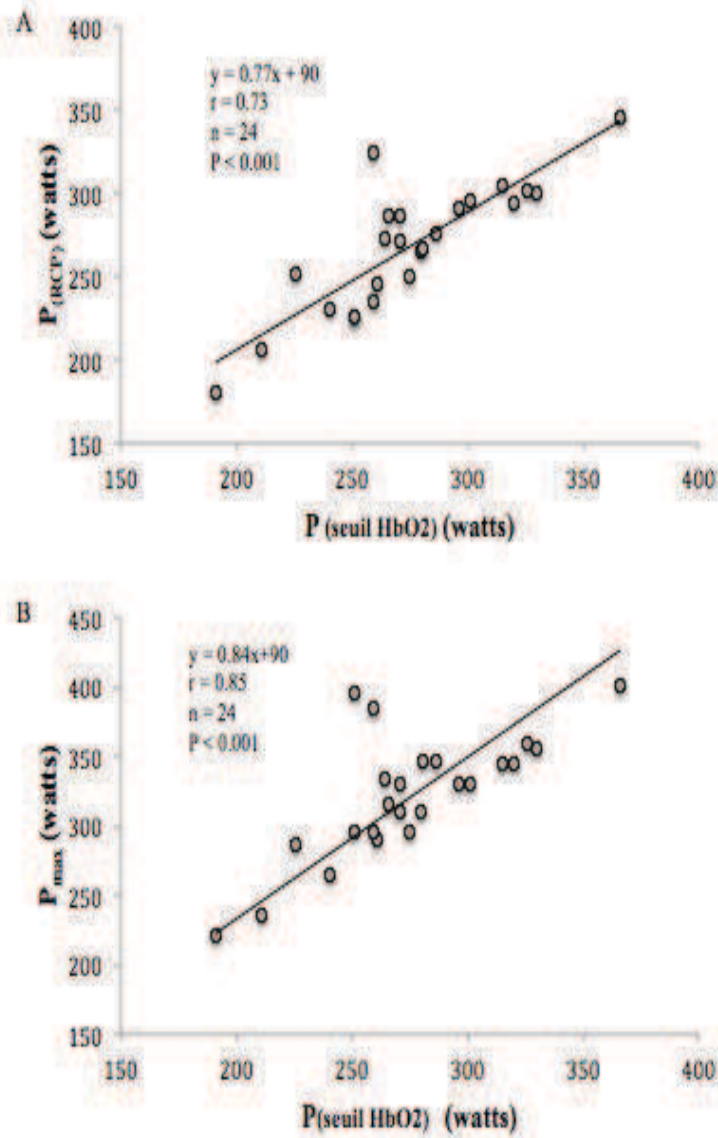 A
400
350
300
250
200
150
y = 0.77x + 90
r = 0.73
n = 24
P < 0.001
P(RCP) (watts)
150 200 250 300 350 400
P (seuil HbO2) (watts)
B
450
400
350
300
250
200
150
y = 0.84x+90
r = 0.85
n = 24
P < 0.001
Pmax (watts)
150 200 250 300 350 400
P(seuil HbO2) (watts)